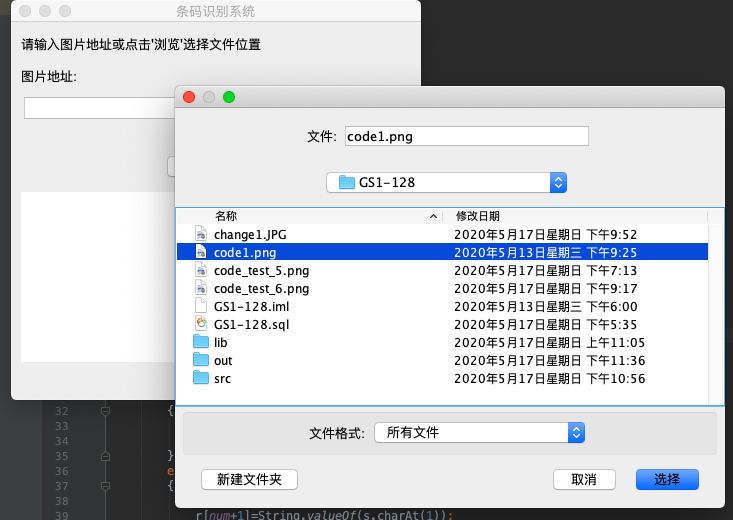 条码识别系统
请输入图片地址或点击'浏览'选择文件位置
图片地址:
文件: code1.png
GS1-128
名称 修改日期
change1.JPG 2020年5月17日星期日 下午9:52
code1.png 2020年5月13日星期三 下午9:25
code_test_5.png 2020年5月17日星期日 下午7:13
code_test_6.png 2020年5月17日星期日 下午9:17
GS1-128.iml 2020年5月13日星期三 下午6:00
GS1-128.sql 2020年5月17日星期日 下午5:35
lib 2020年5月17日星期日 上午11:05
out 2020年5月17日星期日 下午11:36
src 2020年5月17日星期日 下午10:56
文件格式: 所有文件
新建文件夹 取消 选择
32 {
33
34
35 }
36 e
37 {
38
39 r[num+1]=String.valueOf(s.charAt(1));